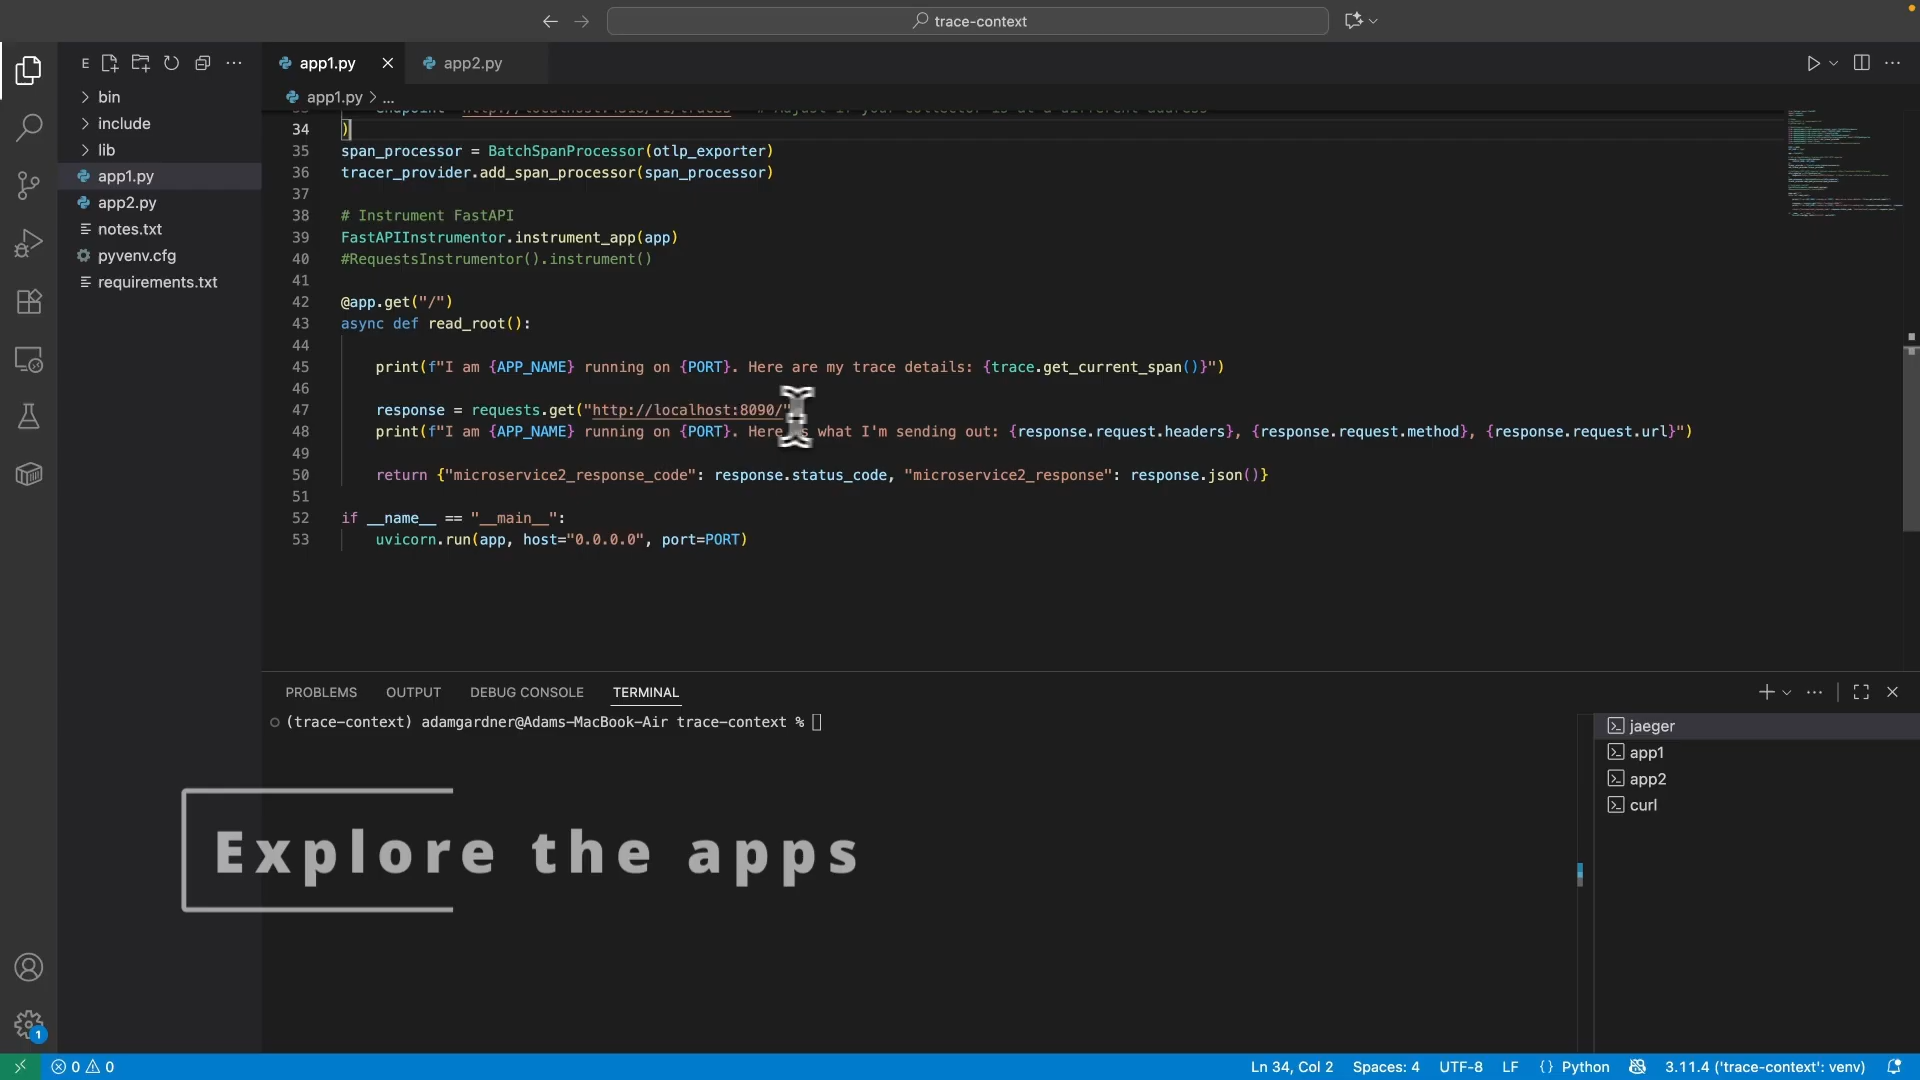 trace-context
E
app1.py
app2.py
app1.py > ...
bin
include
lib
app1.py
app2.py
notes.txt
pyvenv.cfg
requirements.txt
34 )
35 span_processor = BatchSpanProcessor(otlp_exporter)
36 tracer_provider.add_span_processor(span_processor)
37
38 # Instrument FastAPI
39 FastAPIInstrumentor.instrument_app(app)
40 #RequestsInstrumentor().instrument()
41
42 @app.get("/")
43 async def read_root():
44
45 print(f"I am {APP_NAME} running on {PORT}. Here are my trace details: {trace.get_current_span()}")
46
47 response = requests.get("http://localhost:8090/"
48 print(f"I am {APP_NAME} running on {PORT}. Here is what I'm sending out: {response.request.headers}, {response.request.method}, {response.request.url}")
49
50 return {"microservice2_response_code": response.status_code, "microservice2_response": response.json()}
51
52 if __name__ == "__main__":
53 uvicorn.run(app, host="0.0.0.0", port=PORT)
PROBLEMS OUTPUT DEBUG CONSOLE TERMINAL
(trace-context) adamgardner@Adams-MacBook-Air trace-context %
jaeger
app1
app2
curl
Explore the apps
1
0 0
Ln 34, Col 2 Spaces: 4 UTF-8 LF {} Python 3.11.4 ('trace-context': venv)